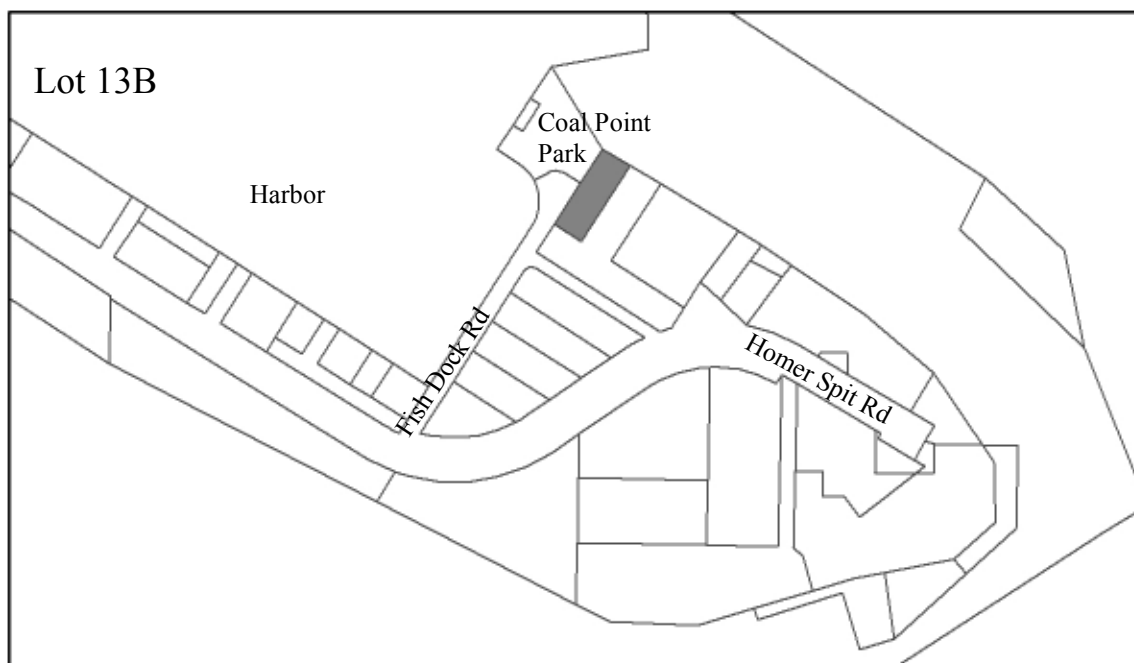 Lot 13B
Coal Point
Park
Harbor
Fish Dock Rd
Homer Spit Rd